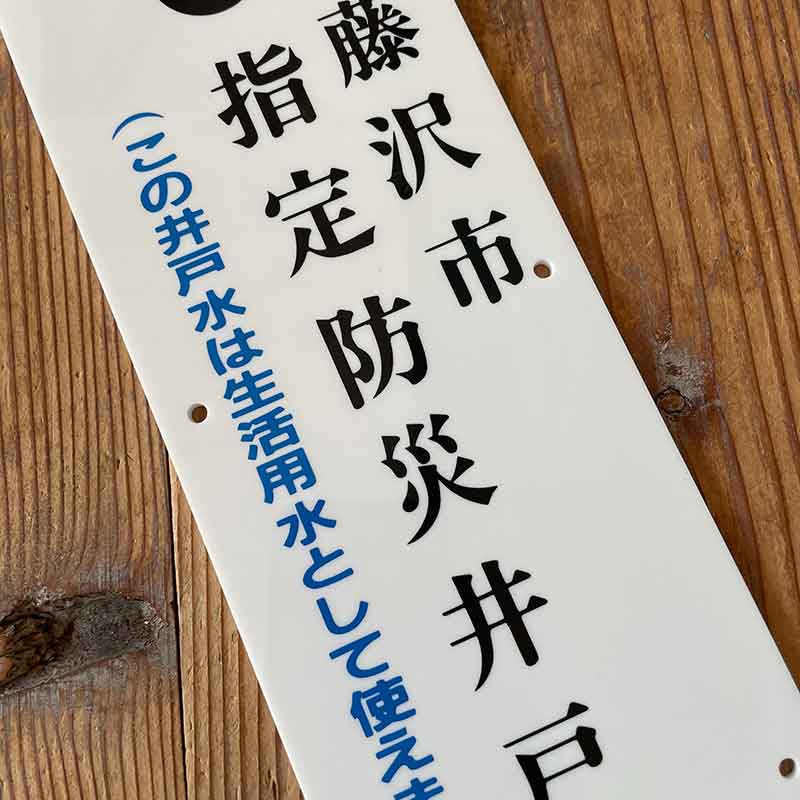 藤沢市
指定防災井戸
(この井戸水は生活用水として使えま